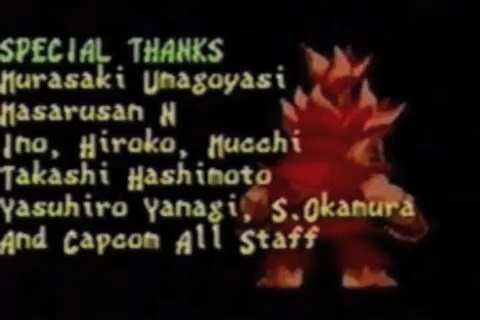 SPECIAL THANKS
Murasaki Umagoyasi
Masarusan N
Ino, Hiroko, Mucchi
Takashi Hashimoto
Yasuhiro Yanagi, S.Okamura
And Capcom All Staff